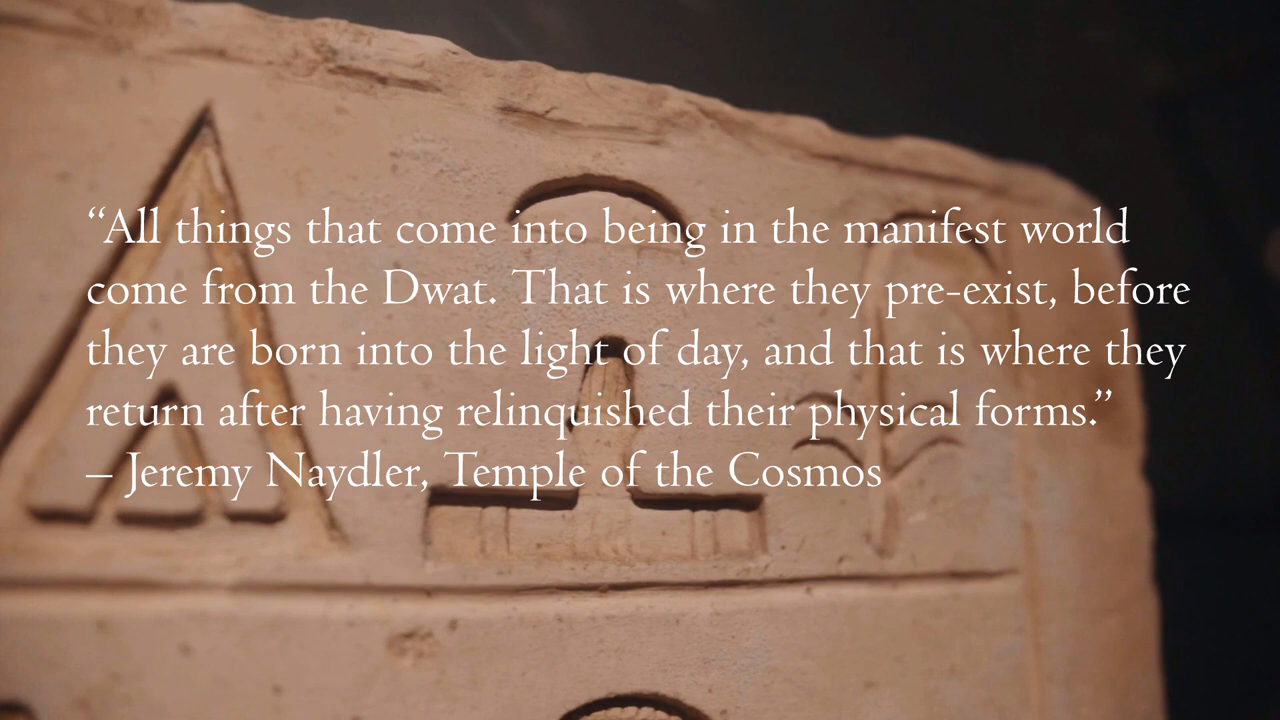 “All things that come into being in the manifest world
come from the Dwat. That is where they pre-exist, before
they are born into the light of day, and that is where they
return after having relinquished their physical forms.”
– Jeremy Naydler, Temple of the Cosmos